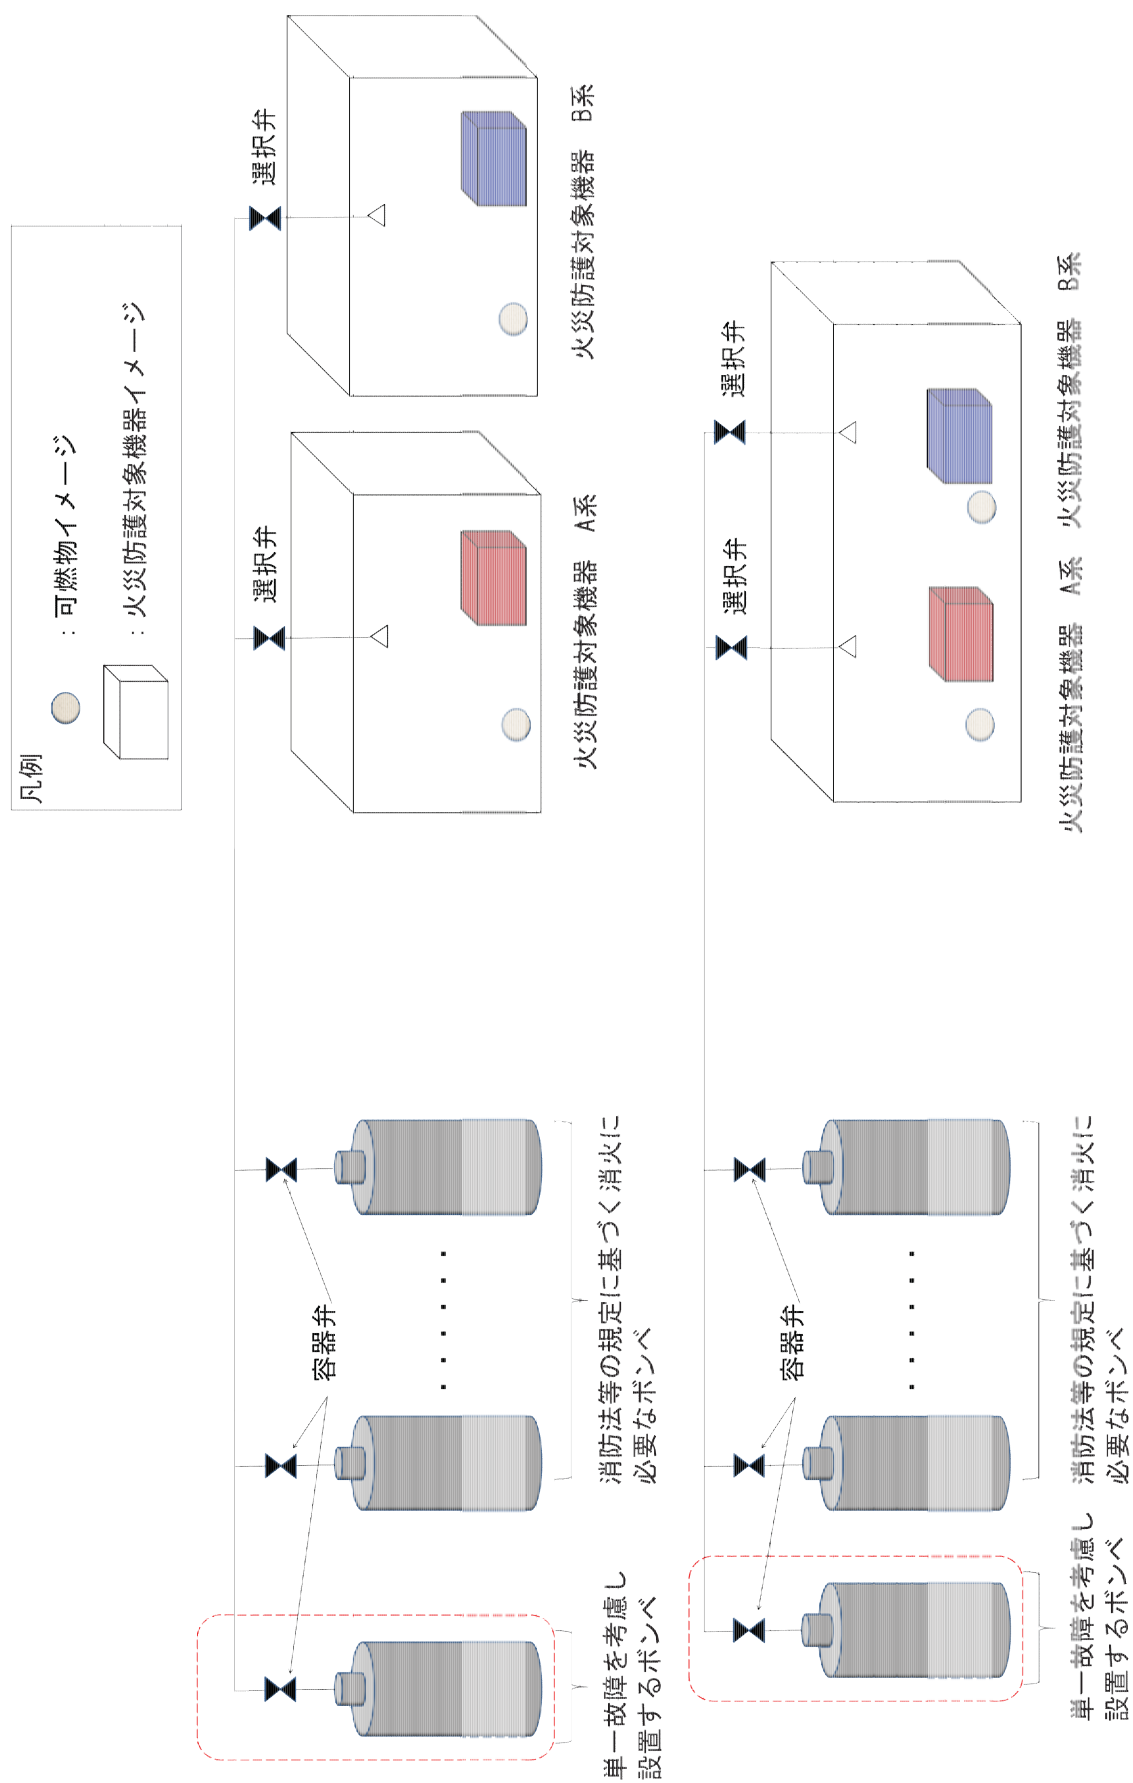 凡例
：可燃物イメージ
：火災防護対象機器イメージ
選択弁
選択弁
容器弁
単一故障を考慮し
設置するボンベ
消防法等の規定に基づく消火に
必要なボンベ
火災防護対象機器 A系
火災防護対象機器 B系
選択弁
選択弁
容器弁
単一故障を考慮し
設置するボンベ
消防法等の規定に基づく消火に
必要なボンベ
火災防護対象機器 A系
火災防護対象機器 B系